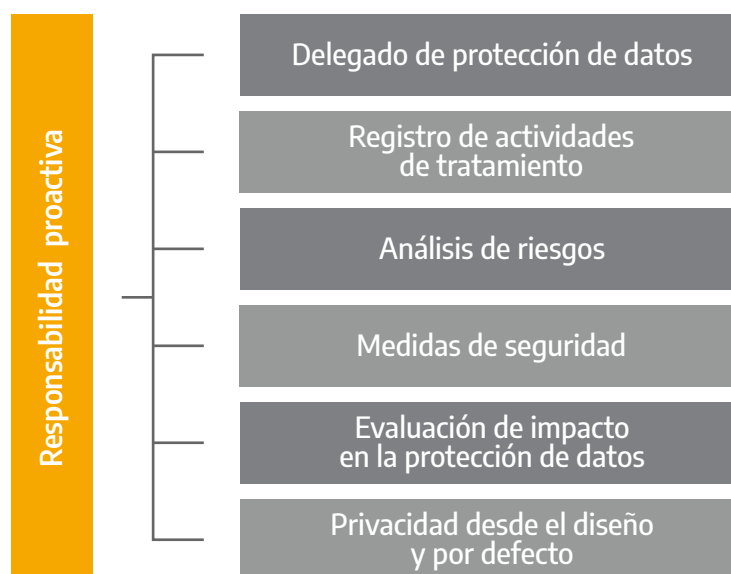 Responsabilidad proactiva
Delegado de protección de datos
Registro de actividades
de tratamiento
Análisis de riesgos
Medidas de seguridad
Evaluación de impacto
en la protección de datos
Privacidad desde el diseño
y por defecto